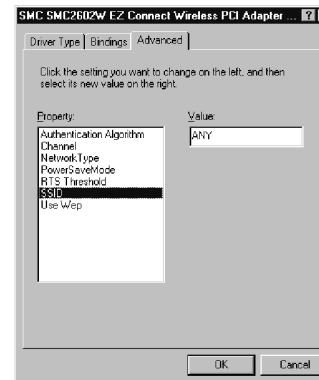 SMC SMC2602W EZ Connect Wireless PCI Adapter ... ?
Driver Type Bindings Advanced
Click the setting you want to change on the left, and then
select its new value on the right.
Property: Value:
Authentication Algorithm ANY
Channel
NetworkType
PowerSaveMode
RTS Threshold
SSID
Use Wep
OK Cancel